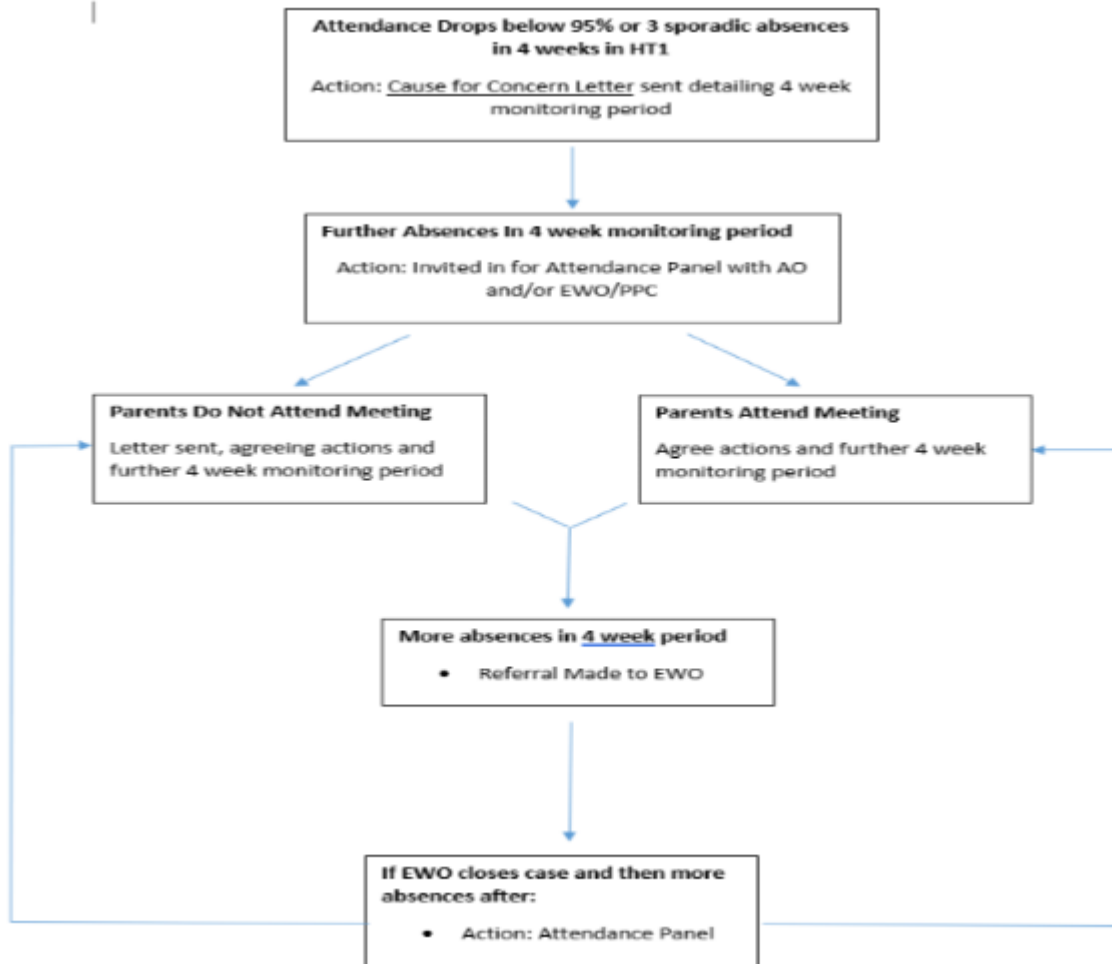 Attendance Drops below 95% or 3 sporadic absences
in 4 weeks in HT1
Action: Cause for Concern Letter sent detailing 4 week
monitoring period
Further Absences In 4 week monitoring period
Action: Invited in for Attendance Panel with AO
and/or EWO/PPC
Parents Do Not Attend Meeting
Letter sent, agreeing actions and
further 4 week monitoring period
Parents Attend Meeting
Agree actions and further 4 week
monitoring period
More absences in 4 week period
• Referral Made to EWO
If EWO closes case and then more
absences after:
• Action: Attendance Panel